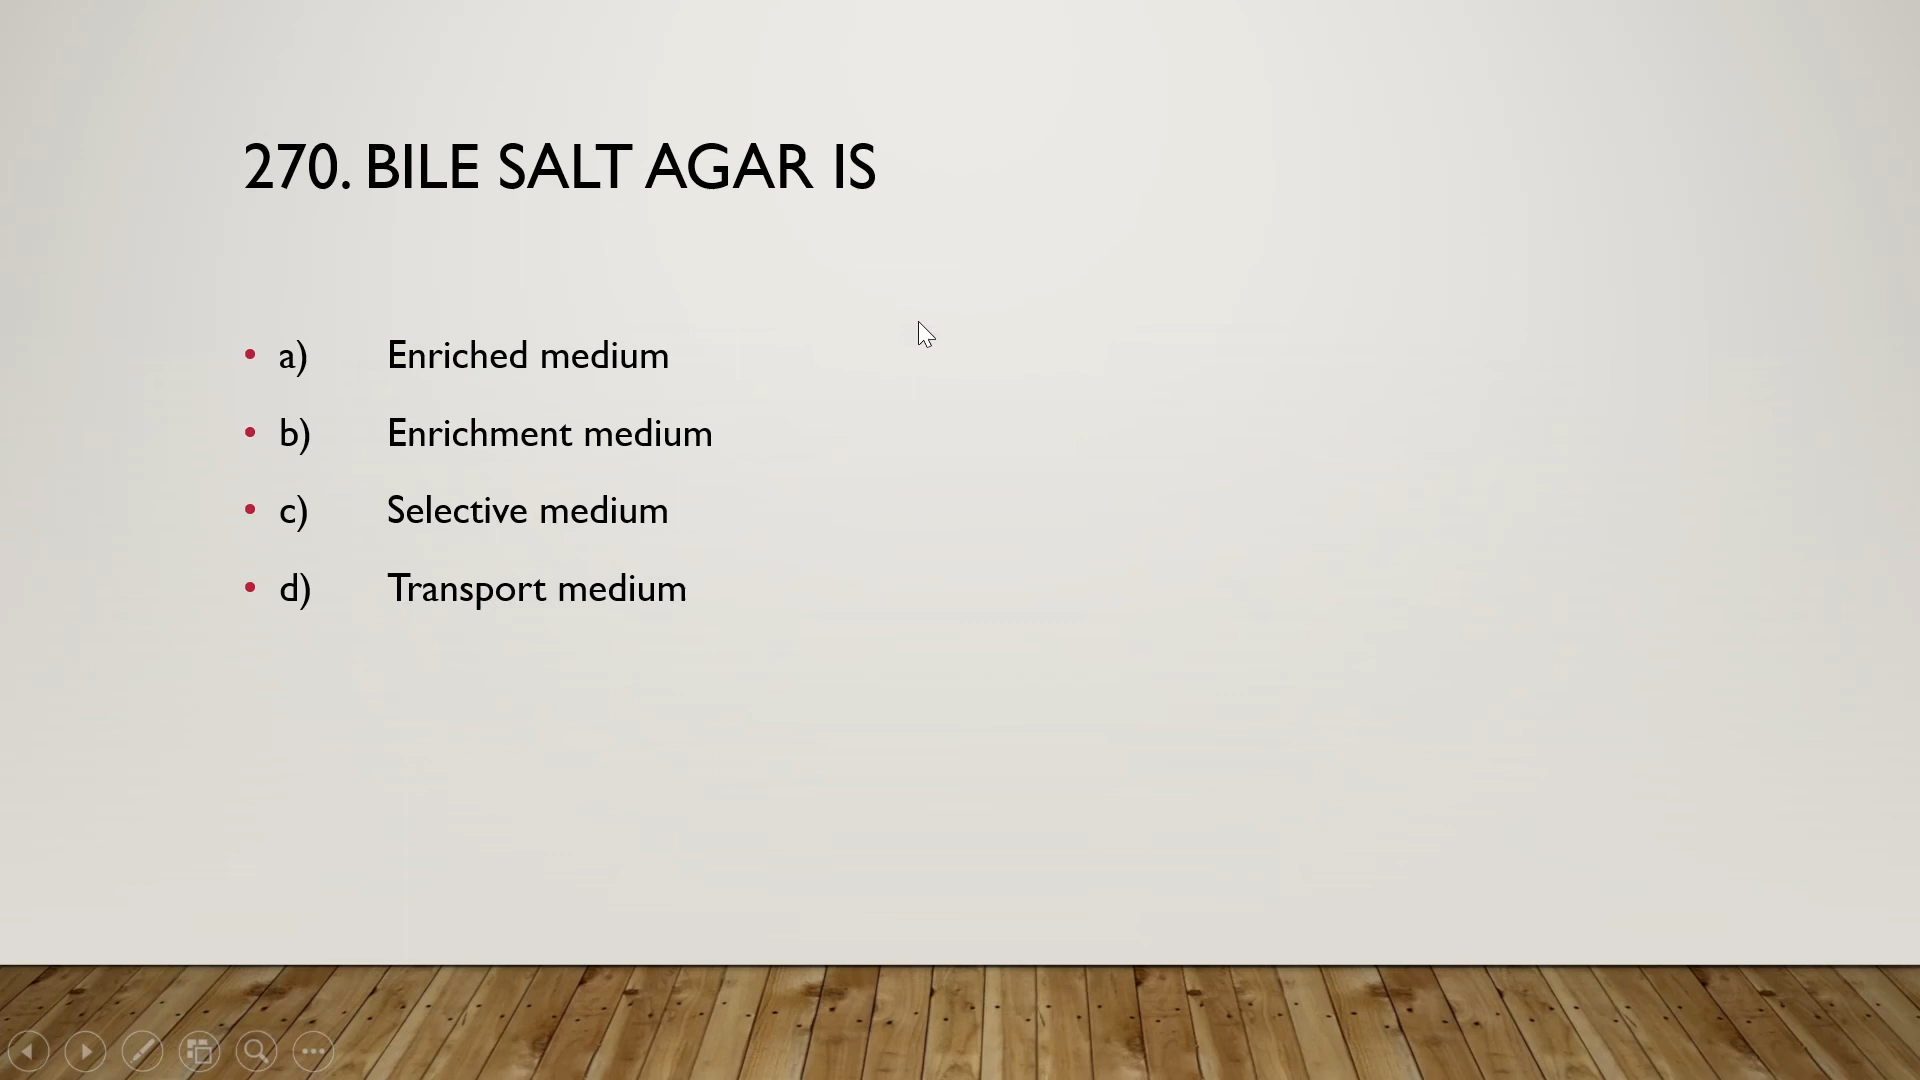 270. BILE SALT AGAR IS
• a) Enriched medium
• b) Enrichment medium
• c) Selective medium
• d) Transport medium